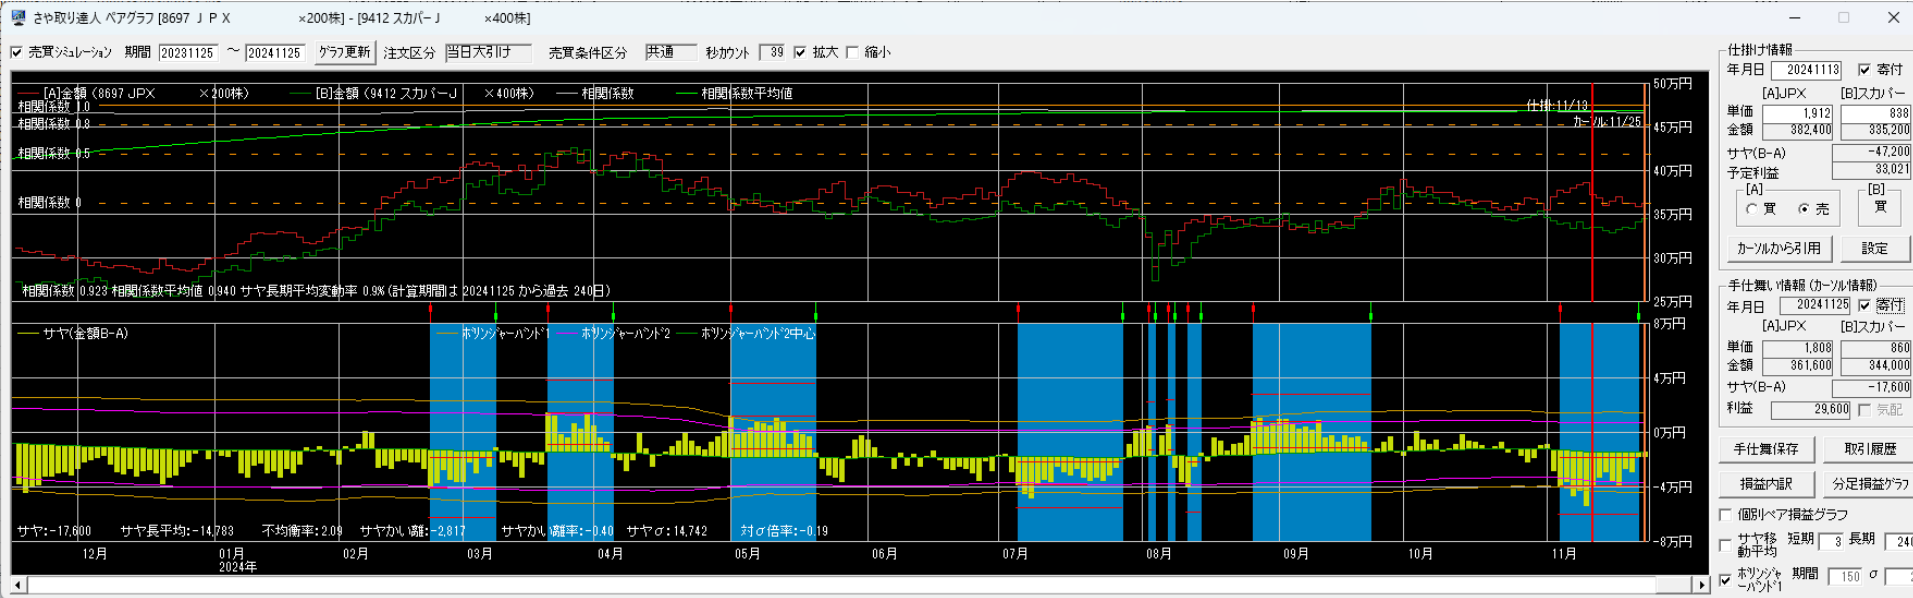 さや取り達人 ペアグラフ [8697 ＪＰＸ ×200株] - [9412 スカパーＪ ×400株]
売買シミュレーション 期間 20231125 ～ 20241125 グラフ更新 注文区分 当日大引け 売買条件区分 共通 秒カウント 39 拡大 縮小
[A]金額(8697 JPX ×200株) [B]金額(9412 スカパーJ ×400株) 相関係数 相関係数平均値
相関係数 1.0
相関係数 0.8
相関係数 0.5
相関係数 0
仕掛:11/13
カーソル:11/25
50万円
45万円
40万円
35万円
30万円
25万円
相関係数 0.923 相関係数平均値 0.940 サヤ長期平均変動率 0.9% (計算期間は 20241125 から過去 240日)
サヤ(金額B-A) ボリンジャーバンド1 ボリンジャーバンド2 ボリンジャーバンド2中心
8万円
4万円
0万円
-4万円
-8万円
サヤ:-17,600 サヤ長平均:-14,783 不均衡率:2.09 サヤかい離:-2,817 サヤかい離率:-0.40 サヤσ:14,742 対σ倍率:-0.19
12月 01月 02月 03月 04月 05月 06月 07月 08月 09月 10月 11月
2024年
仕掛け情報
年月日 20241113 寄付
[A]JPX [B]スカパー
単価 1,912 838
金額 382,400 335,200
サヤ(B-A) -47,200
予定利益 33,021
[A] [B]
買 売 買
カーソルから引用 設定
手仕舞い情報 (カーソル情報)
年月日 20241125 寄付
[A]JPX [B]スカパー
単価 1,808 860
金額 361,600 344,000
サヤ(B-A) -17,600
利益 29,600 気配
手仕舞保存 取引履歴
損益内訳 分足損益グラフ
個別ペア損益グラフ
サヤ移動平均 短期 3 長期 240
ボリンジャーバンド1 期間 150 σ